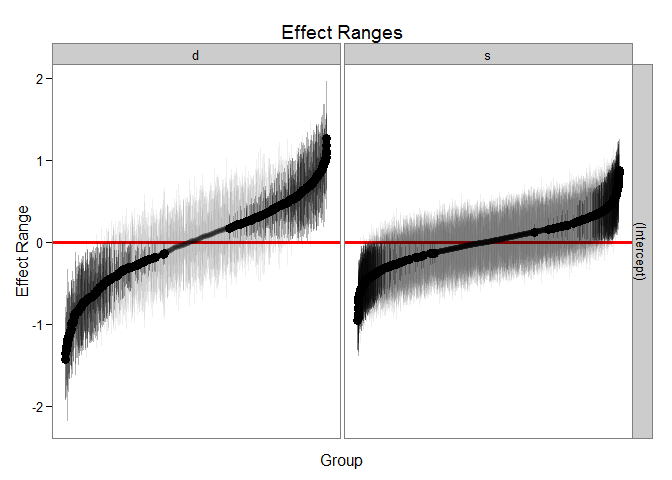 Effect Ranges
d
s
2
1
0
-1
-2
Effect Range
(Intercept)
Group